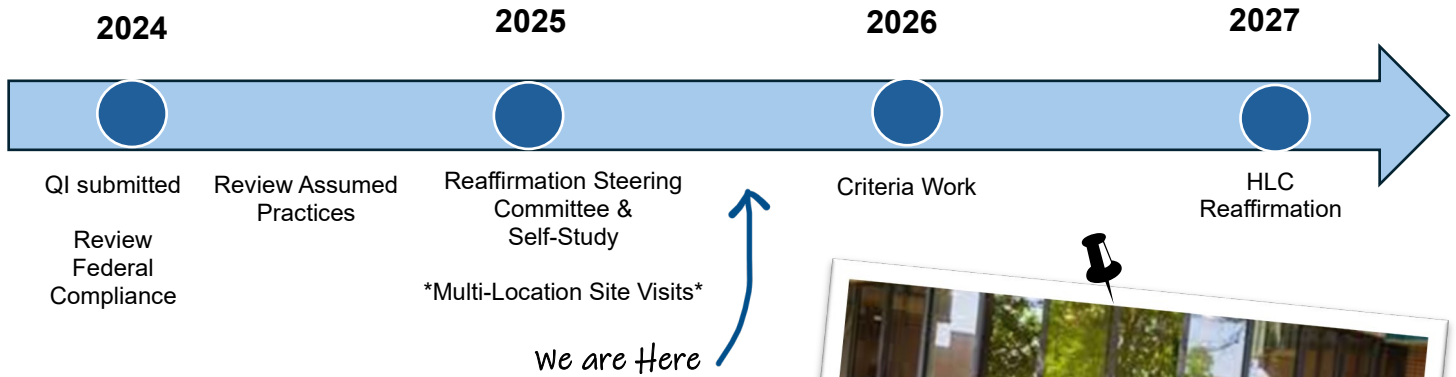 2024
2025
2026
2027
QI submitted
Review
Federal
Compliance
Review Assumed
Practices
Reaffirmation Steering
Committee &
Self-Study
*Multi-Location Site Visits*
We are Here
Criteria Work
HLC
Reaffirmation